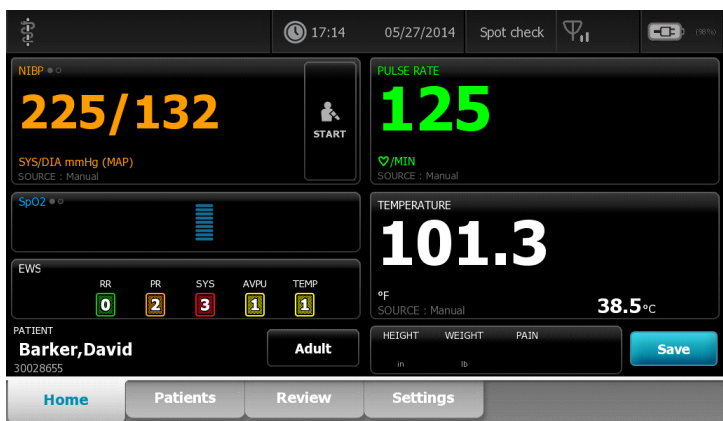 17:14 05/27/2014 Spot check (98%)
NIBP
225/132
START
SYS/DIA mmHg (MAP)
SOURCE : Manual
PULSE RATE
125
/MIN
SOURCE : Manual
SpO2
TEMPERATURE
101.3
°F
SOURCE : Manual
38.5°C
EWS
RR PR SYS AVPU TEMP
0 2 3 1 1
PATIENT
Barker,David
30028655
Adult
HEIGHT WEIGHT PAIN
in lb
Save
Home Patients Review Settings